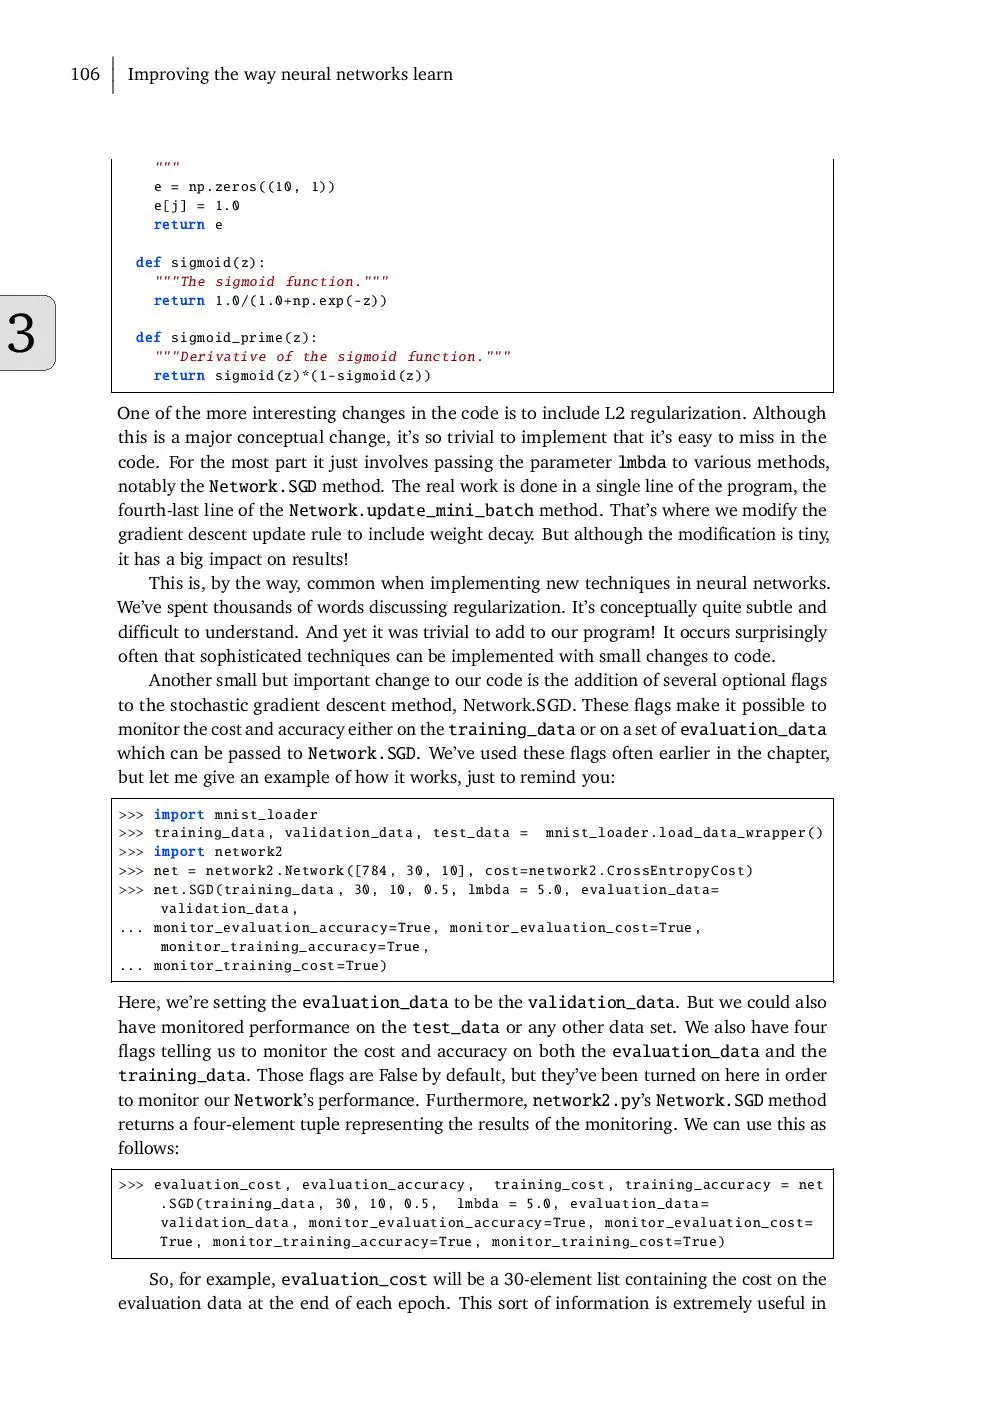 106 Improving the way neural networks learn
"""
e = np.zeros((10, 1))
e[j] = 1.0
return e
def sigmoid(z):
"""The sigmoid function."""
return 1.0/(1.0+np.exp(-z))
3
def sigmoid_prime(z):
"""Derivative of the sigmoid function."""
return sigmoid(z)*(1-sigmoid(z))
One of the more interesting changes in the code is to include L2 regularization. Although
this is a major conceptual change, it's so trivial to implement that it's easy to miss in the
code. For the most part it just involves passing the parameter lmbda to various methods,
notably the Network.SGD method. The real work is done in a single line of the program, the
fourth-last line of the Network.update_mini_batch method. That's where we modify the
gradient descent update rule to include weight decay. But although the modification is tiny,
it has a big impact on results!
This is, by the way, common when implementing new techniques in neural networks.
We've spent thousands of words discussing regularization. It's conceptually quite subtle and
difficult to understand. And yet it was trivial to add to our program! It occurs surprisingly
often that sophisticated techniques can be implemented with small changes to code.
Another small but important change to our code is the addition of several optional flags
to the stochastic gradient descent method, Network.SGD. These flags make it possible to
monitor the cost and accuracy either on the training_data or on a set of evaluation_data
which can be passed to Network.SGD. We've used these flags often earlier in the chapter,
but let me give an example of how it works, just to remind you:
>>> import mnist_loader
>>> training_data, validation_data, test_data = mnist_loader.load_data_wrapper()
>>> import network2
>>> net = network2.Network([784, 30, 10], cost=network2.CrossEntropyCost)
>>> net.SGD(training_data, 30, 10, 0.5, lmbda = 5.0, evaluation_data=
validation_data,
... monitor_evaluation_accuracy=True, monitor_evaluation_cost=True,
monitor_training_accuracy=True,
... monitor_training_cost=True)
Here, we're setting the evaluation_data to be the validation_data. But we could also
have monitored performance on the test_data or any other data set. We also have four
flags telling us to monitor the cost and accuracy on both the evaluation_data and the
training_data. Those flags are False by default, but they've been turned on here in order
to monitor our Network's performance. Furthermore, network2.py's Network.SGD method
returns a four-element tuple representing the results of the monitoring. We can use this as
follows:
>>> evaluation_cost, evaluation_accuracy, training_cost, training_accuracy = net
.SGD(training_data, 30, 10, 0.5, lmbda = 5.0, evaluation_data=
validation_data, monitor_evaluation_accuracy=True, monitor_evaluation_cost=
True, monitor_training_accuracy=True, monitor_training_cost=True)
So, for example, evaluation_cost will be a 30-element list containing the cost on the
evaluation data at the end of each epoch. This sort of information is extremely useful in